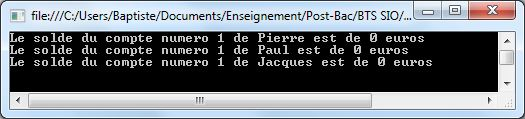 file:///C:/Users/Baptiste/Documents/Enseignement/Post-Bac/BTS SIO/...
Le solde du compte numero 1 de Pierre est de 0 euros
Le solde du compte numero 1 de Paul est de 0 euros
Le solde du compte numero 1 de Jacques est de 0 euros